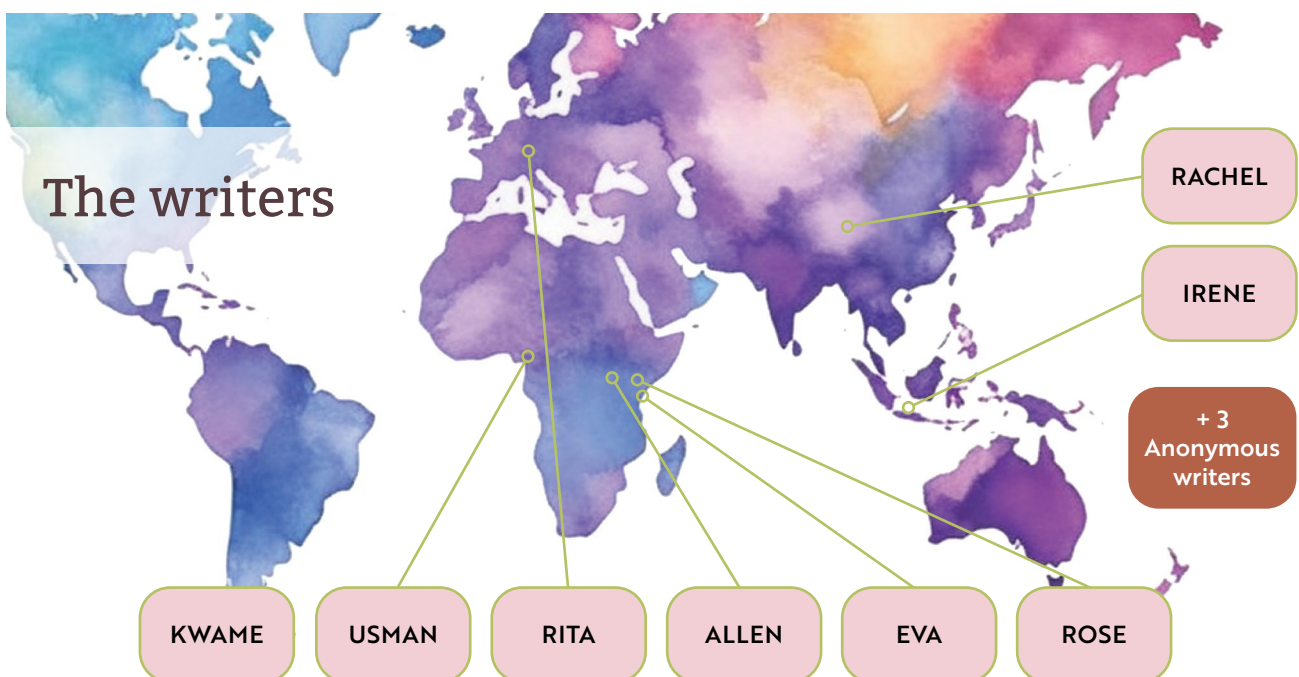 The writers
RACHEL
IRENE
+ 3
Anonymous
writers
KWAME
USMAN
RITA
ALLEN
EVA
ROSE